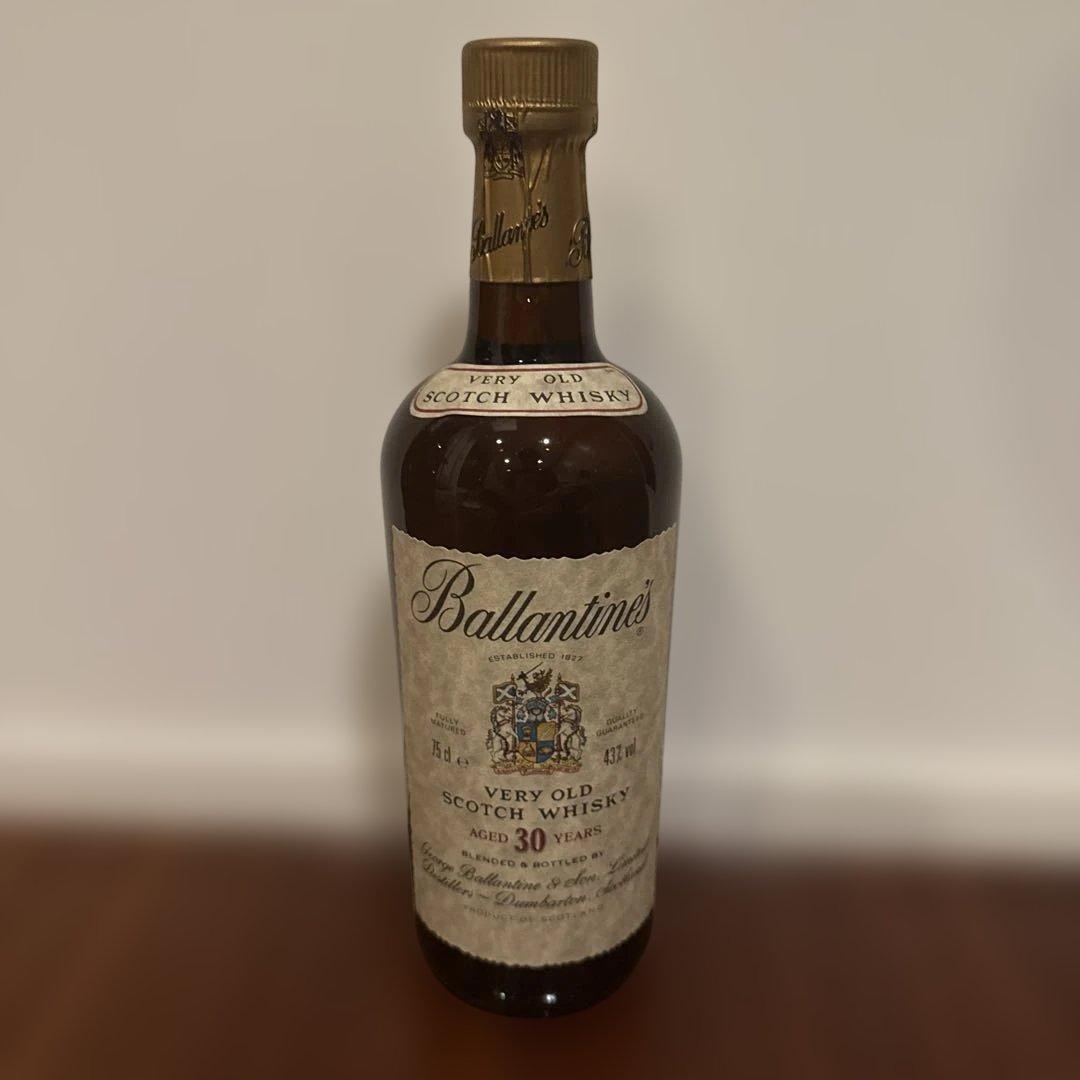 Ballantine's
VERY OLD
SCOTCH WHISKY
Ballantine's
ESTABLISHED 1827
FULLY
MATURED
QUALITY
GUARANTEED
75 cl e
43% vol
VERY OLD
SCOTCH WHISKY
AGED 30 YEARS
BLENDED & BOTTLED BY
George Ballantine & Son, Limited
Distillers — Dumbarton, Scotland
PRODUCT OF SCOTLAND